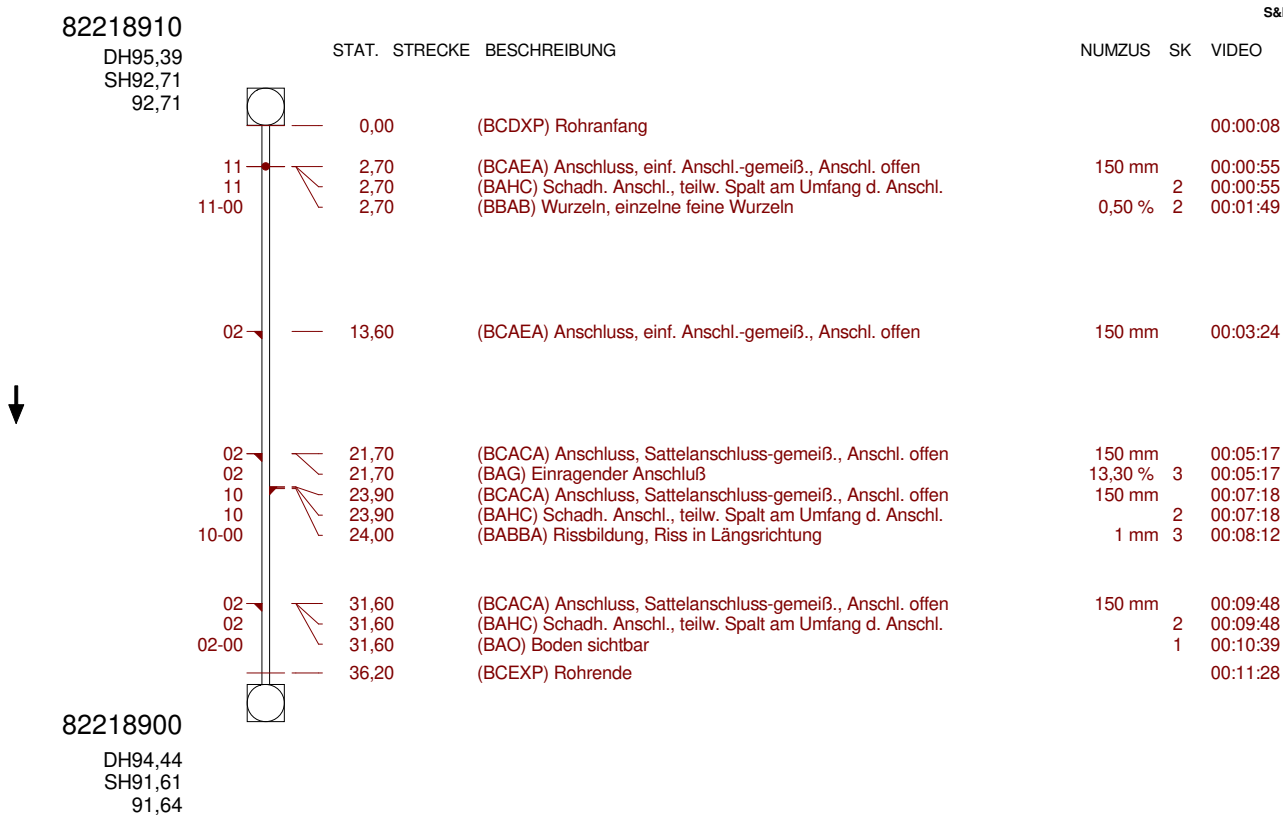 S&
82218910
DH95,39
SH92,71
92,71
STAT. STRECKE BESCHREIBUNG NUMZUS SK VIDEO
0,00 (BCDXP) Rohranfang 00:00:08
11 2,70 (BCAEA) Anschluss, einf. Anschl.-gemeiß., Anschl. offen 150 mm 00:00:55
11 2,70 (BAHC) Schadh. Anschl., teilw. Spalt am Umfang d. Anschl. 2 00:00:55
11-00 2,70 (BBAB) Wurzeln, einzelne feine Wurzeln 0,50 % 2 00:01:49
02 13,60 (BCAEA) Anschluss, einf. Anschl.-gemeiß., Anschl. offen 150 mm 00:03:24
02 21,70 (BCACA) Anschluss, Sattelanschluss-gemeiß., Anschl. offen 150 mm 00:05:17
02 21,70 (BAG) Einragender Anschluß 13,30 % 3 00:05:17
10 23,90 (BCACA) Anschluss, Sattelanschluss-gemeiß., Anschl. offen 150 mm 00:07:18
10 23,90 (BAHC) Schadh. Anschl., teilw. Spalt am Umfang d. Anschl. 2 00:07:18
10-00 24,00 (BABBA) Rissbildung, Riss in Längsrichtung 1 mm 3 00:08:12
02 31,60 (BCACA) Anschluss, Sattelanschluss-gemeiß., Anschl. offen 150 mm 00:09:48
02 31,60 (BAHC) Schadh. Anschl., teilw. Spalt am Umfang d. Anschl. 2 00:09:48
02-00 31,60 (BAO) Boden sichtbar 1 00:10:39
36,20 (BCEXP) Rohrende 00:11:28
82218900
DH94,44
SH91,61
91,64